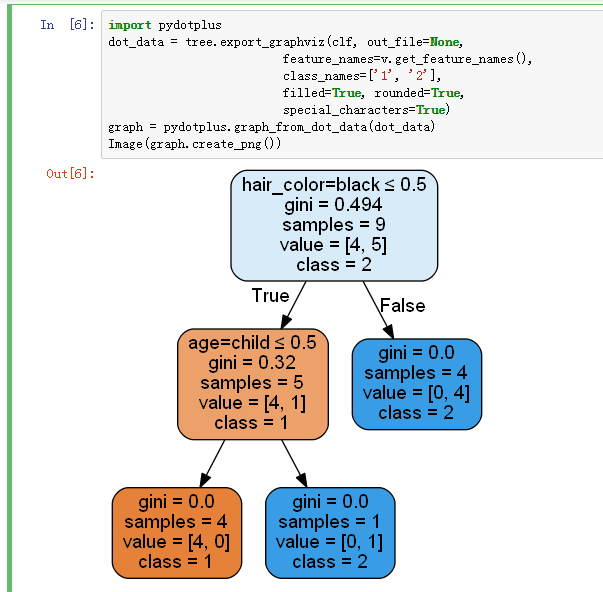 In [6]: import pydotplus
dot_data = tree.export_graphviz(clf, out_file=None,
feature_names=v.get_feature_names(),
class_names=['1', '2'],
filled=True, rounded=True,
special_characters=True)
graph = pydotplus.graph_from_dot_data(dot_data)
Image(graph.create_png())
Out[6]:
hair_color=black ≤ 0.5
gini = 0.494
samples = 9
value = [4, 5]
class = 2
True
False
age=child ≤ 0.5
gini = 0.32
samples = 5
value = [4, 1]
class = 1
gini = 0.0
samples = 4
value = [0, 4]
class = 2
gini = 0.0
samples = 4
value = [4, 0]
class = 1
gini = 0.0
samples = 1
value = [0, 1]
class = 2